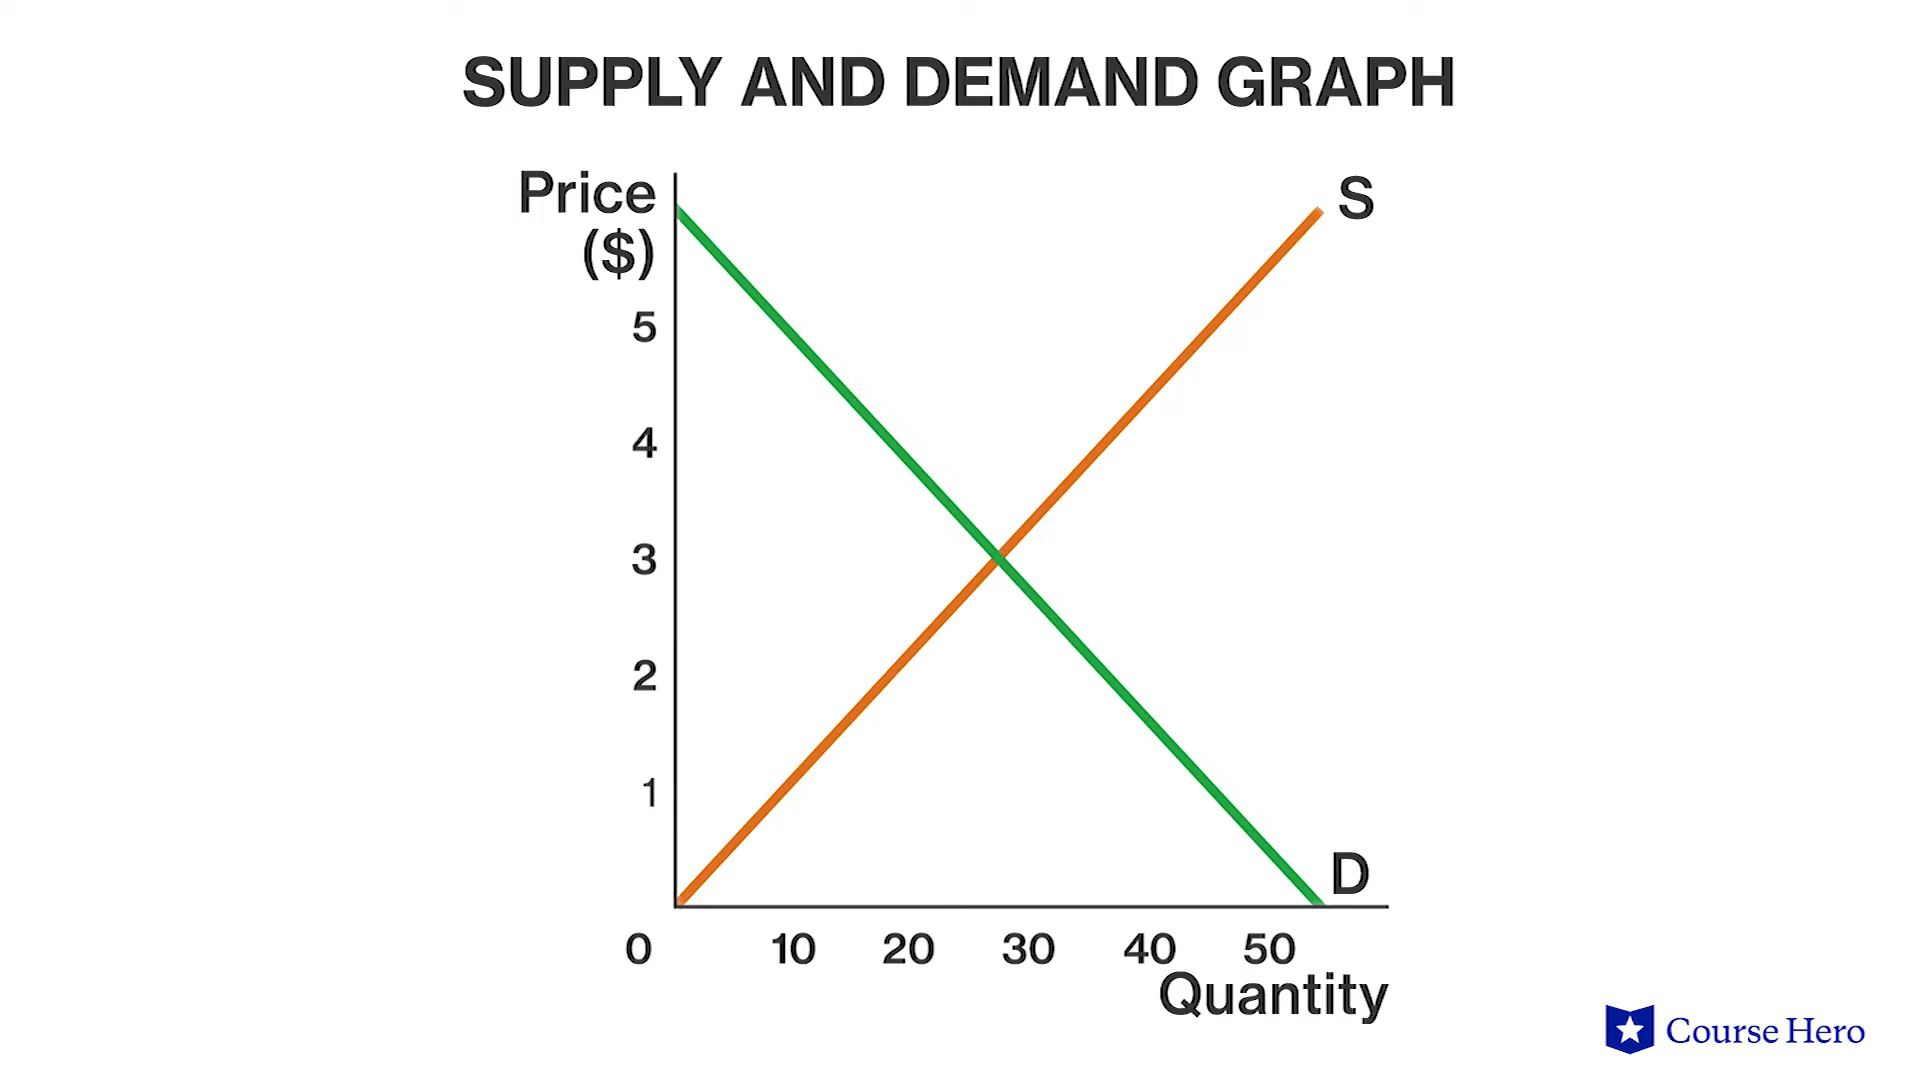 SUPPLY AND DEMAND GRAPH
Price
($)
S
5
4
3
2
1
D
0 10 20 30 40 50
Quantity
Course Hero